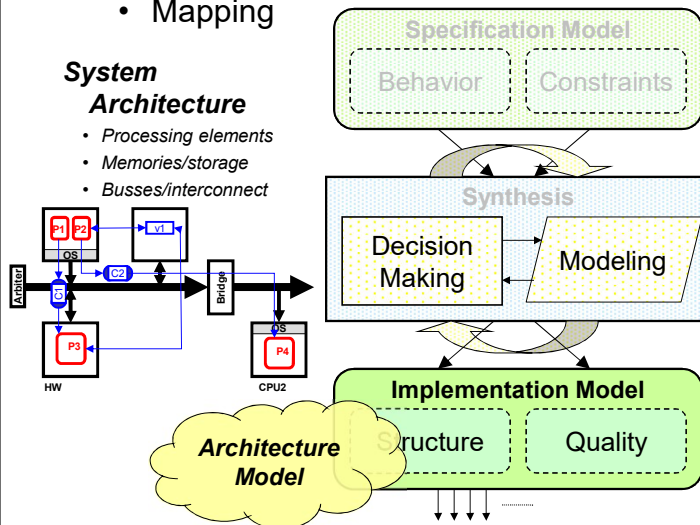 • Mapping
System
Architecture
• Processing elements
• Memories/storage
• Busses/interconnect
P1 P2
OS
v1
C2
Arbiter
C1
Bridge
P3
HW
OS
P4
CPU2
Specification Model
Behavior
Constraints
Synthesis
Decision
Making
Modeling
Implementation Model
Structure
Quality
Architecture
Model